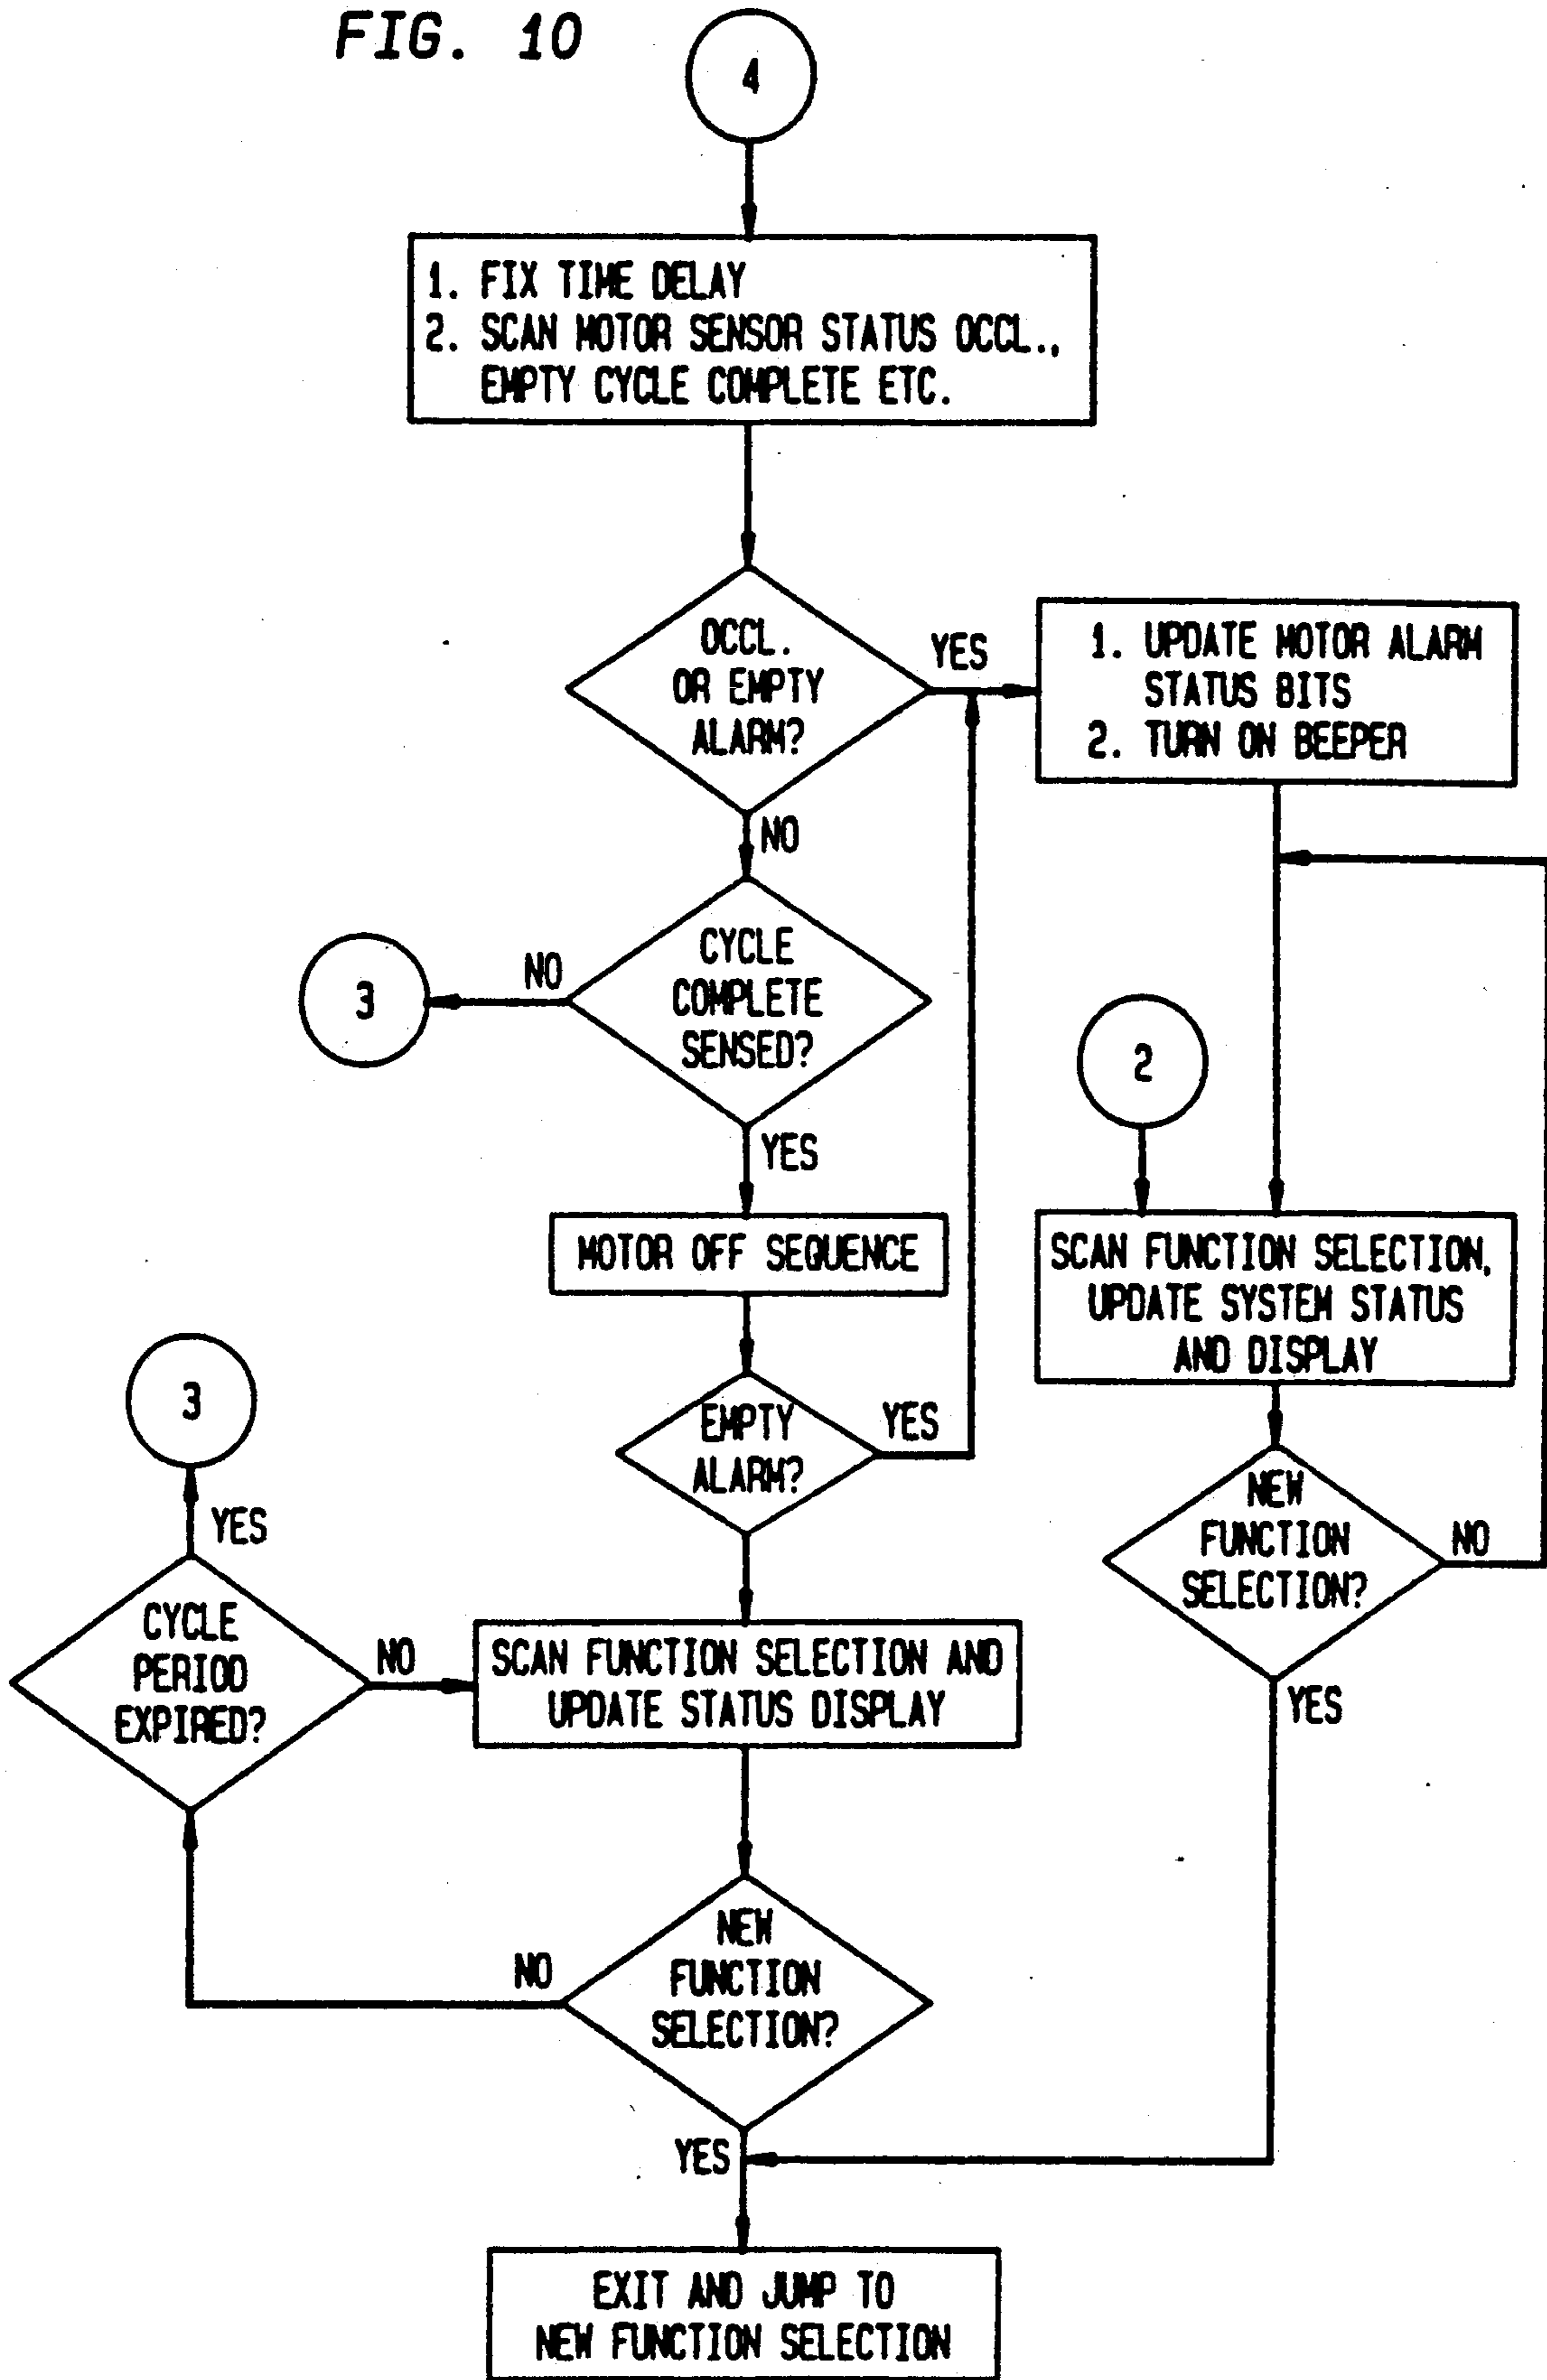 FIG. 10
4
1. FIX TIME DELAY
2. SCAN MOTOR SENSOR STATUS OCCL.,
EMPTY CYCLE COMPLETE ETC.
OCCL.
OR EMPTY
ALARM?
YES
1. UPDATE MOTOR ALARM
STATUS BITS
2. TURN ON BEEPER
NO
CYCLE
COMPLETE
SENSED?
NO
3
YES
2
MOTOR OFF SEQUENCE
SCAN FUNCTION SELECTION,
UPDATE SYSTEM STATUS
AND DISPLAY
EMPTY
ALARM?
YES
3
YES
NEW
FUNCTION
SELECTION?
NO
YES
CYCLE
PERIOD
EXPIRED?
NO
SCAN FUNCTION SELECTION AND
UPDATE STATUS DISPLAY
NEW
FUNCTION
SELECTION?
NO
YES
EXIT AND JUMP TO
NEW FUNCTION SELECTION